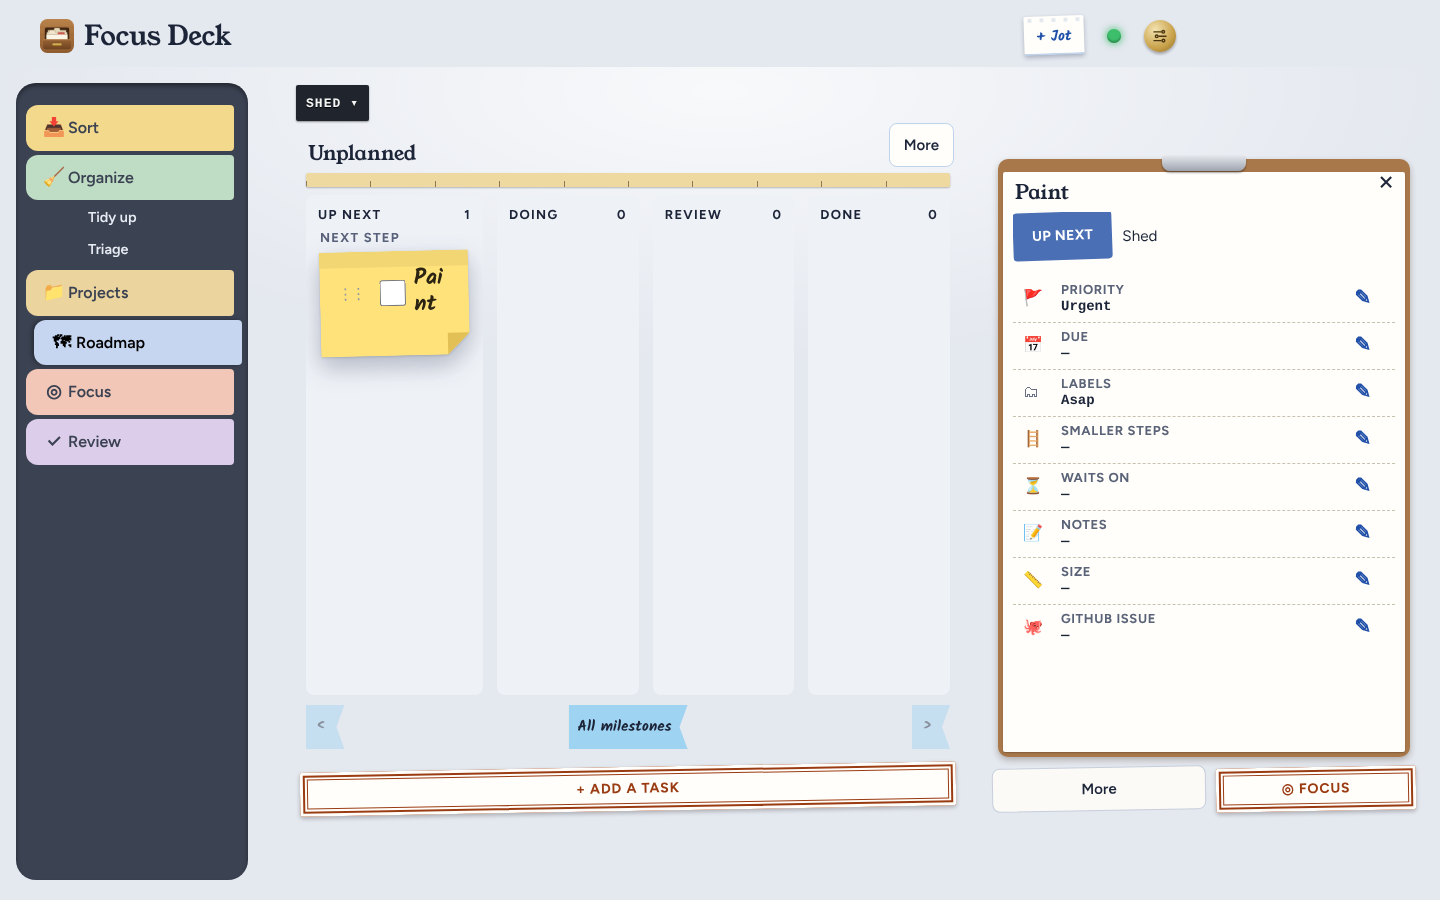 Focus Deck
+ Jot
Sort
Organize
Tidy up
Triage
Projects
Roadmap
Focus
Review
SHED ▾
Unplanned
More
UP NEXT 1
NEXT STEP
Pai
nt
DOING 0
REVIEW 0
DONE 0
<
All milestones
>
+ ADD A TASK
Paint
✕
UP NEXT
Shed
PRIORITY
Urgent
DUE
—
LABELS
Asap
SMALLER STEPS
—
WAITS ON
—
NOTES
—
SIZE
—
GITHUB ISSUE
—
More
◎ FOCUS